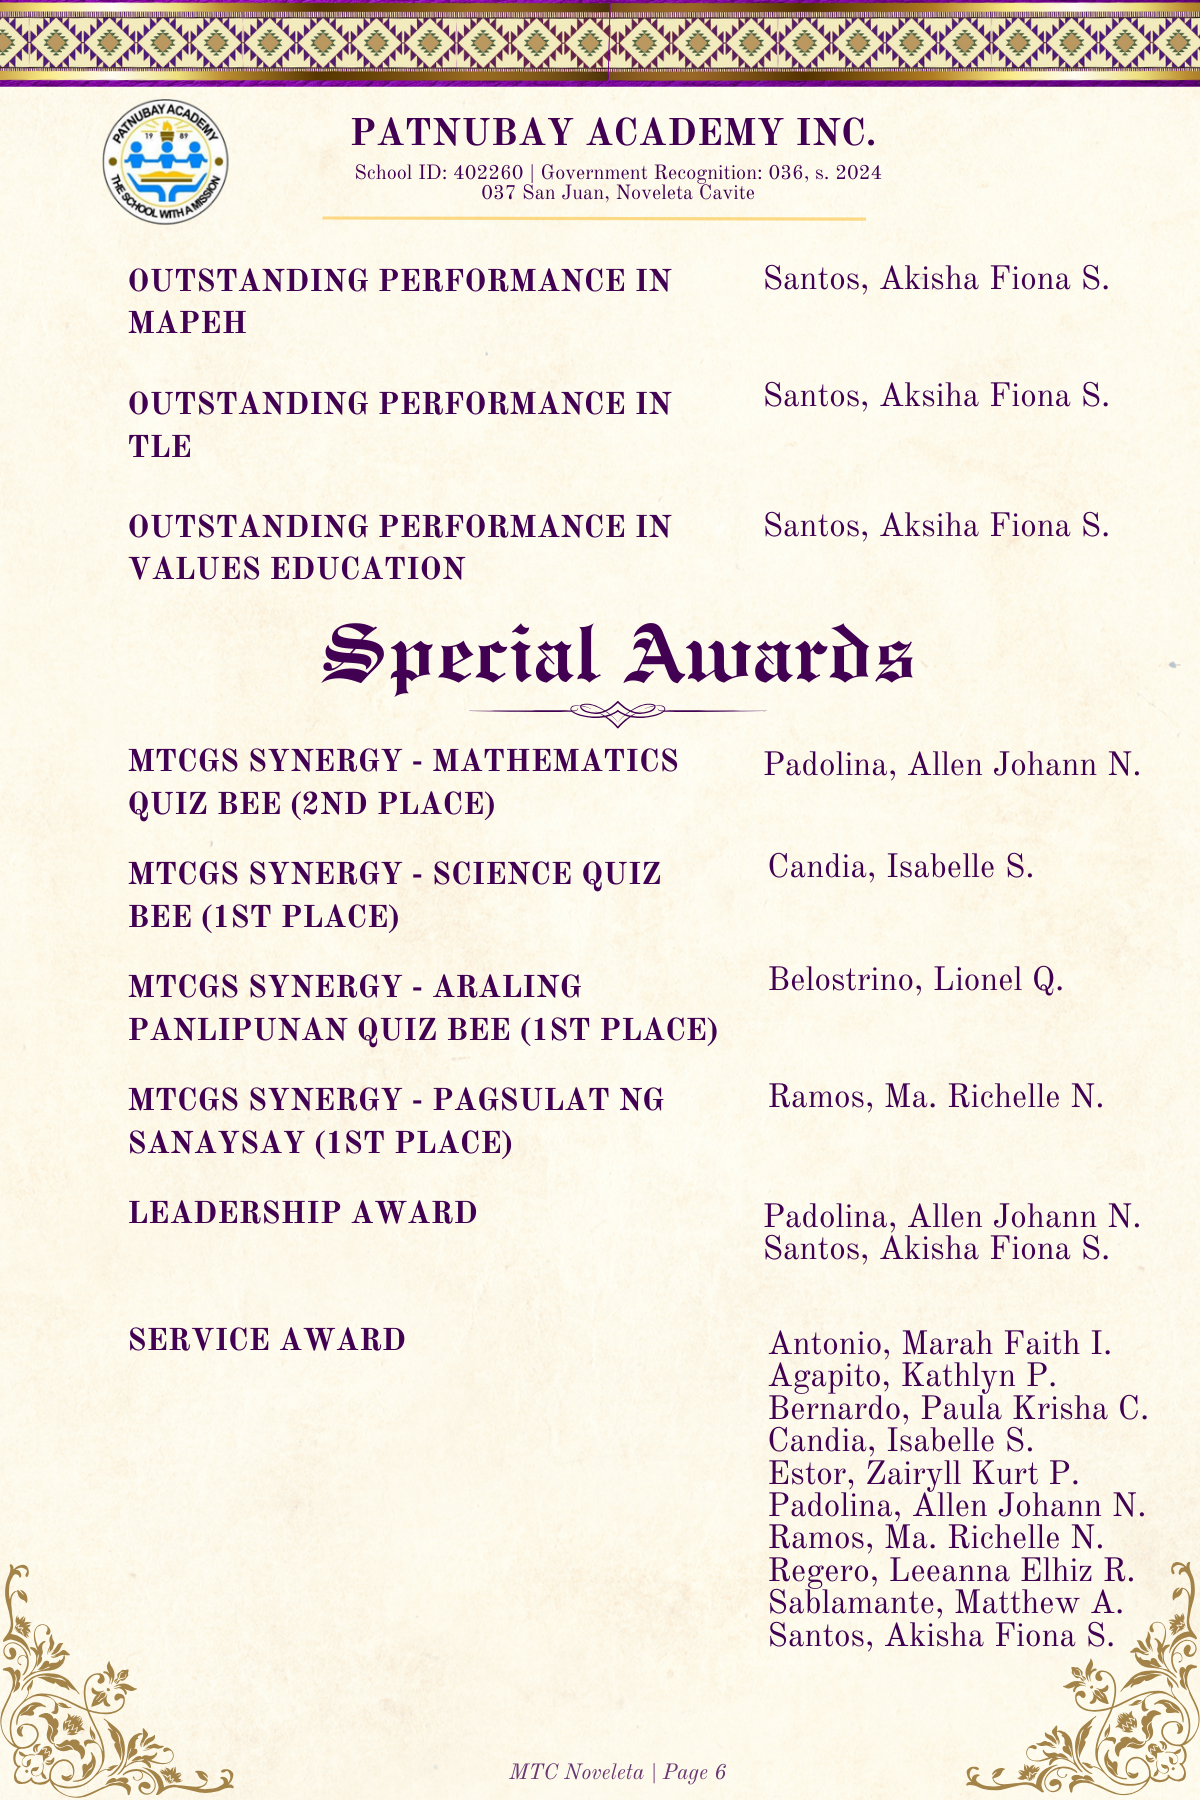 PATNUBAY ACADEMY
19 89
THE SCHOOL WITH A MISSION
PATNUBAY ACADEMY INC.
School ID: 402260 | Government Recognition: 036, s. 2024
037 San Juan, Noveleta Cavite
OUTSTANDING PERFORMANCE IN
MAPEH
Santos, Akisha Fiona S.
OUTSTANDING PERFORMANCE IN
TLE
Santos, Aksiha Fiona S.
OUTSTANDING PERFORMANCE IN
VALUES EDUCATION
Santos, Aksiha Fiona S.
Special Awards
MTCGS SYNERGY - MATHEMATICS
QUIZ BEE (2ND PLACE)
Padolina, Allen Johann N.
MTCGS SYNERGY - SCIENCE QUIZ
BEE (1ST PLACE)
Candia, Isabelle S.
MTCGS SYNERGY - ARALING
PANLIPUNAN QUIZ BEE (1ST PLACE)
Belostrino, Lionel Q.
MTCGS SYNERGY - PAGSULAT NG
SANAYSAY (1ST PLACE)
Ramos, Ma. Richelle N.
LEADERSHIP AWARD
Padolina, Allen Johann N.
Santos, Akisha Fiona S.
SERVICE AWARD
Antonio, Marah Faith I.
Agapito, Kathlyn P.
Bernardo, Paula Krisha C.
Candia, Isabelle S.
Estor, Zairyll Kurt P.
Padolina, Allen Johann N.
Ramos, Ma. Richelle N.
Regero, Leeanna Elhiz R.
Sablamante, Matthew A.
Santos, Akisha Fiona S.
MTC Noveleta | Page 6